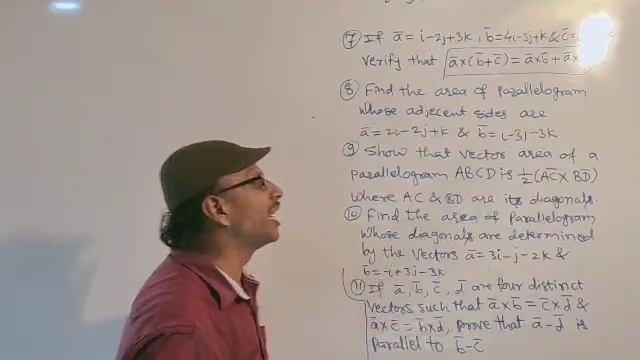 ⑦ If a̅ = i-2j+3k, b̅=4i-3j+k & c̅=
Verify that a̅×(b̅+c̅)=a̅×b̅+a̅×
⑧ Find the area of parallelogram
whose adjecent sides are
a̅=2i-2j+k & b̅=i-3j-3k
⑨ Show that vector area of a
parallelogram ABCD is ½(A̅C̅×B̅D̅)
where AC & BD are its diagonals.
⑩ Find the area of Parallelogram
whose diagonals are determined
by the vectors a̅=3i-j-2k &
b̅=-i+3j-3k
⑪ If a̅, b̅, c̅, d̅ are four distinct
vectors such that a̅×b̅=c̅×d̅ &
a̅×c̅=b̅×d̅, prove that a̅-d̅ is
parallel to b̅-c̅